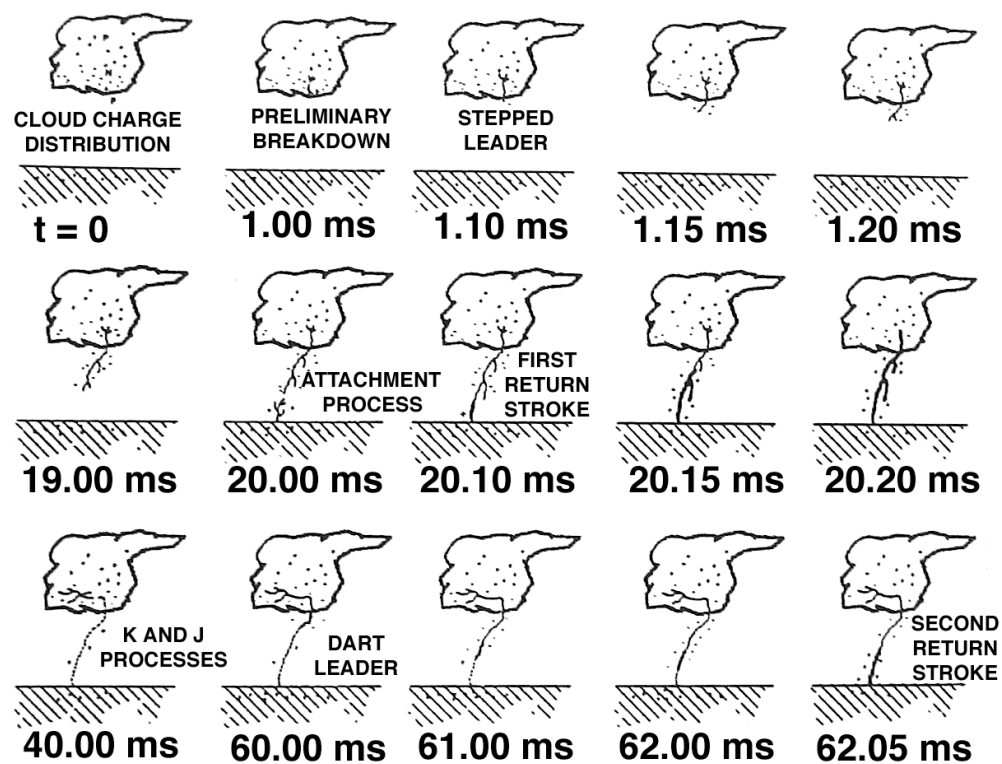 P
N
P
CLOUD CHARGE
DISTRIBUTION
PRELIMINARY
BREAKDOWN
STEPPED
LEADER
t = 0
1.00 ms
1.10 ms
1.15 ms
1.20 ms
ATTACHMENT
PROCESS
FIRST
RETURN
STROKE
19.00 ms
20.00 ms
20.10 ms
20.15 ms
20.20 ms
K AND J
PROCESSES
DART
LEADER
SECOND
RETURN
STROKE
40.00 ms
60.00 ms
61.00 ms
62.00 ms
62.05 ms